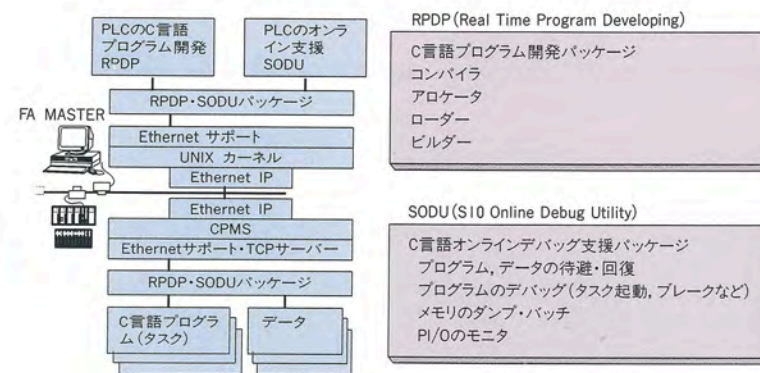 PLCのC言語
プログラム開発
RPDP
PLCのオンラ
イン支援
SODU
RPDP・SODUパッケージ
FA MASTER
Ethernet サポート
UNIX カーネル
Ethernet IP
Ethernet IP
CPMS
Ethernetサポート・TCPサーバー
RPDP・SODUパッケージ
C言語プログラ
ム(タスク)
データ
RPDP(Real Time Program Developing)
C言語プログラム開発パッケージ
コンパイラ
アロケータ
ローダー
ビルダー
SODU(S10 Online Debug Utility)
C言語オンラインデバッグ支援パッケージ
プログラム,データの待避・回復
プログラムのデバッグ(タスク起動,ブレークなど)
メモリのダンプ・パッチ
PI/Oのモニタ